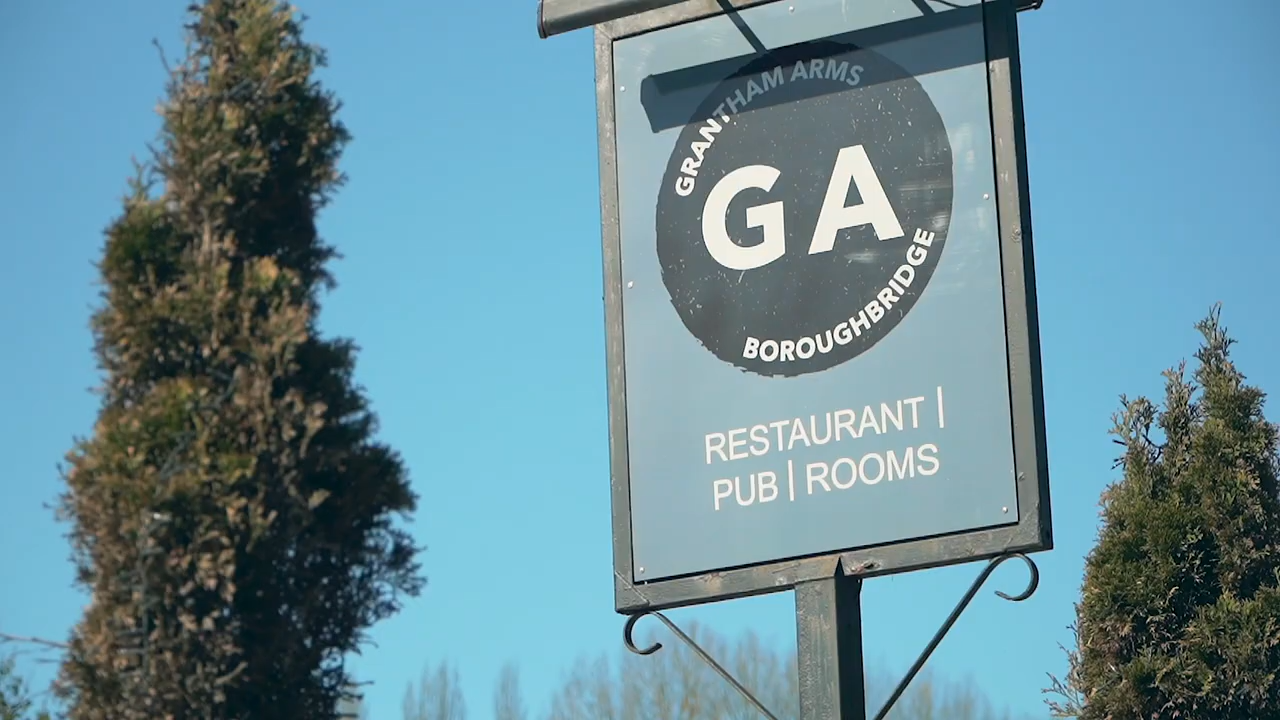 GRANTHAM ARMS
GA
BOROUGHBRIDGE
RESTAURANT |
PUB | ROOMS